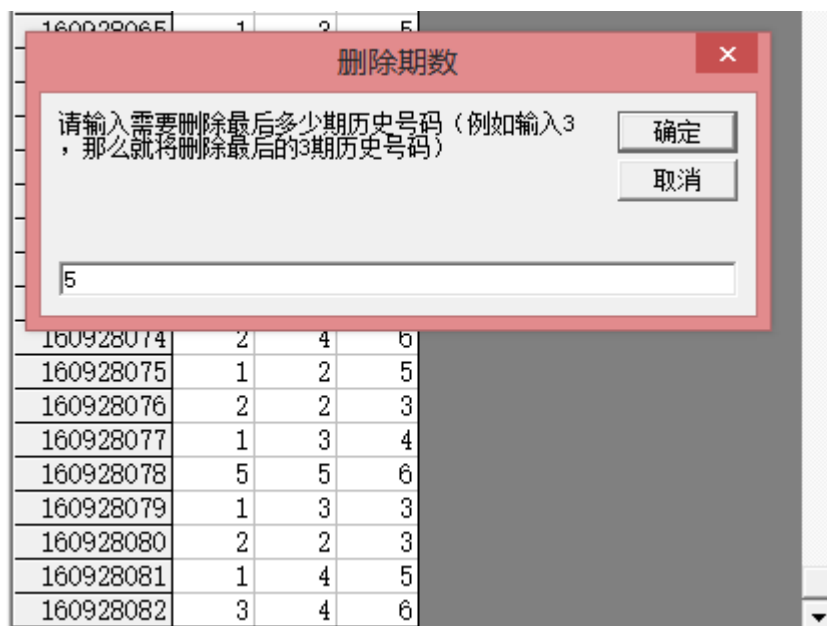 160928065 1 3 5
删除期数
请输入需要删除最后多少期历史号码（例如输入3
，那么就将删除最后的3期历史号码）
确定
取消
5
160928074 2 4 6
160928075 1 2 5
160928076 2 2 3
160928077 1 3 4
160928078 5 5 6
160928079 1 3 3
160928080 2 2 3
160928081 1 4 5
160928082 3 4 6